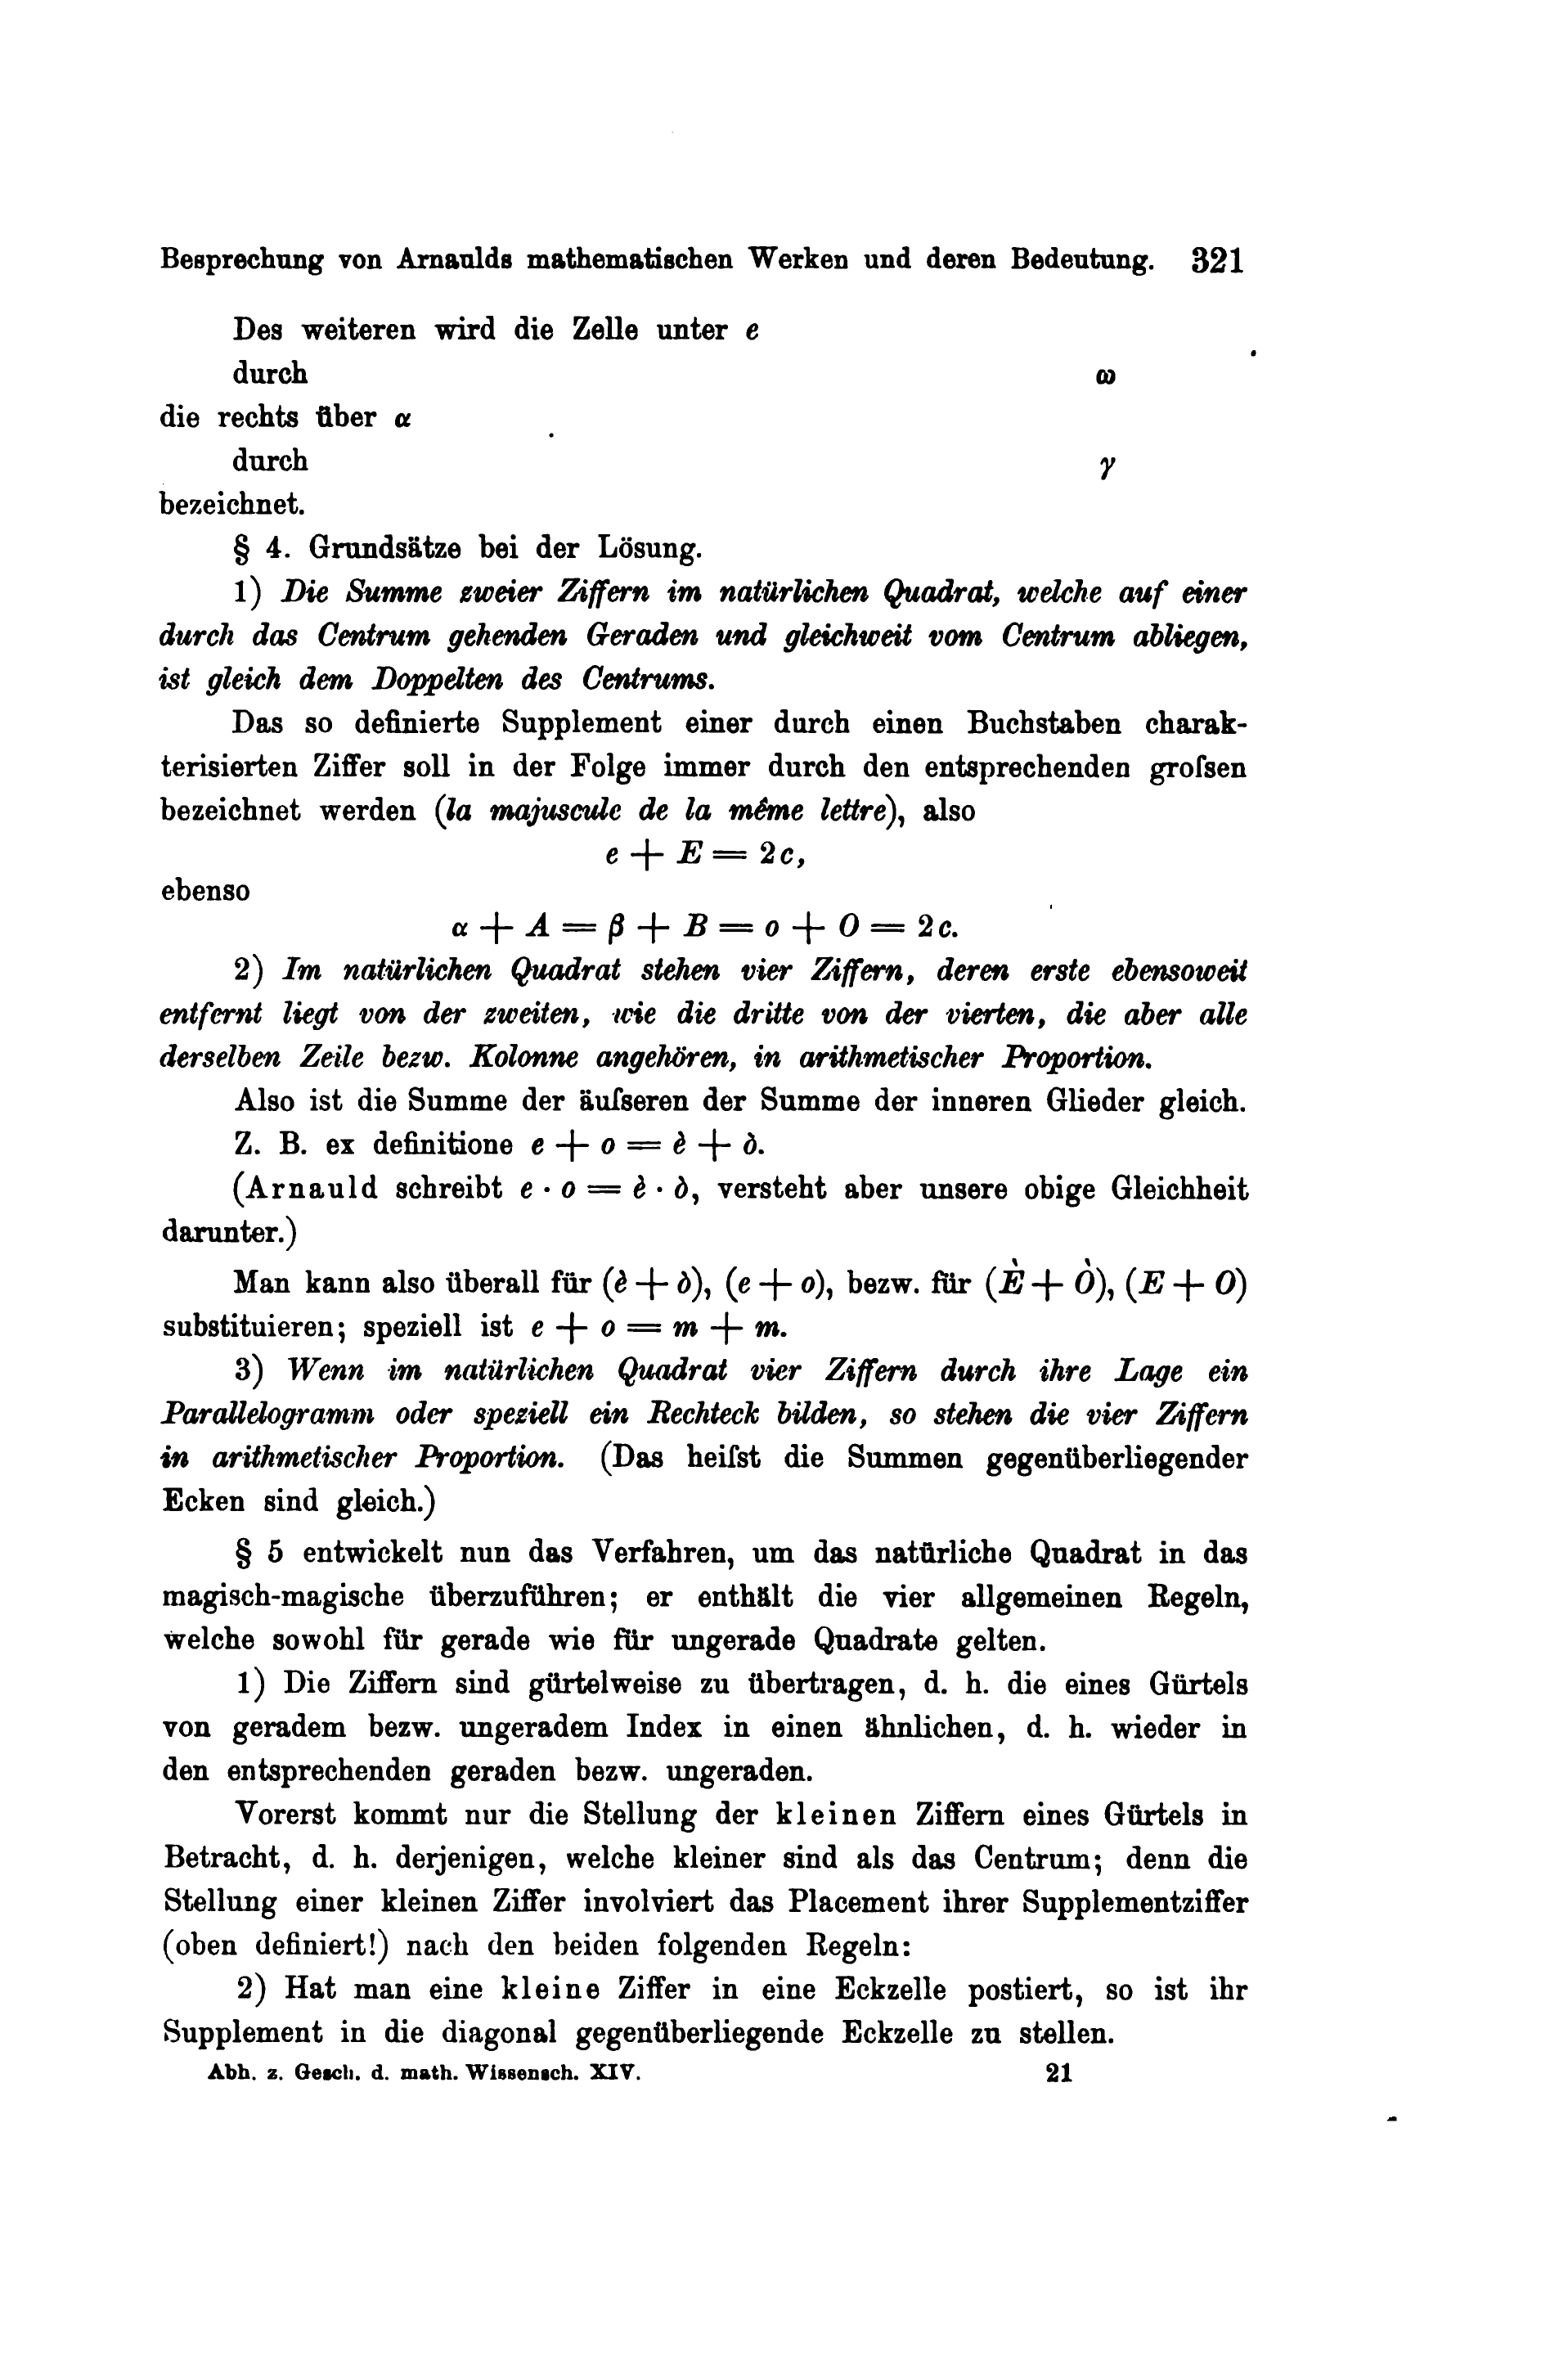 Besprechung von Arnaulds mathematischen Werken und deren Bedeutung. 321
Des weiteren wird die Zelle unter e
durch ω
die rechts über α
durch γ
bezeichnet.
§ 4. Grundsätze bei der Lösung.
1) Die Summe zweier Ziffern im natürlichen Quadrat, welche auf einer
durch das Centrum gehenden Geraden und gleichweit vom Centrum abliegen,
ist gleich dem Doppelten des Centrums.
Das so definierte Supplement einer durch einen Buchstaben charak-
terisierten Ziffer soll in der Folge immer durch den entsprechenden groſsen
bezeichnet werden (la majuscule de la même lettre), also
e + E = 2c,
ebenso
α + A = β + B = o + O = 2c.
2) Im natürlichen Quadrat stehen vier Ziffern, deren erste ebensoweit
entfernt liegt von der zweiten, wie die dritte von der vierten, die aber alle
derselben Zeile bezw. Kolonne angehören, in arithmetischer Proportion.
Also ist die Summe der äuſseren der Summe der inneren Glieder gleich.
Z. B. ex definitione e + o = è + ò.
(Arnauld schreibt e · o = è · ò, versteht aber unsere obige Gleichheit
darunter.)
Man kann also überall für (è + ò), (e + o), bezw. für (È + Ò), (E + O)
substituieren; speziell ist e + o = m + m.
3) Wenn im natürlichen Quadrat vier Ziffern durch ihre Lage ein
Parallelogramm oder speziell ein Rechteck bilden, so stehen die vier Ziffern
in arithmetischer Proportion. (Das heiſst die Summen gegenüberliegender
Ecken sind gleich.)
§ 5 entwickelt nun das Verfahren, um das natürliche Quadrat in das
magisch-magische überzuführen; er enthält die vier allgemeinen Regeln,
welche sowohl für gerade wie für ungerade Quadrate gelten.
1) Die Ziffern sind gürtelweise zu übertragen, d. h. die eines Gürtels
von geradem bezw. ungeradem Index in einen ähnlichen, d. h. wieder in
den entsprechenden geraden bezw. ungeraden.
Vorerst kommt nur die Stellung der kleinen Ziffern eines Gürtels in
Betracht, d. h. derjenigen, welche kleiner sind als das Centrum; denn die
Stellung einer kleinen Ziffer involviert das Placement ihrer Supplementziffer
(oben definiert!) nach den beiden folgenden Regeln:
2) Hat man eine kleine Ziffer in eine Eckzelle postiert, so ist ihr
Supplement in die diagonal gegenüberliegende Eckzelle zu stellen.
Abh. z. Gesch. d. math. Wissensch. XIV. 21